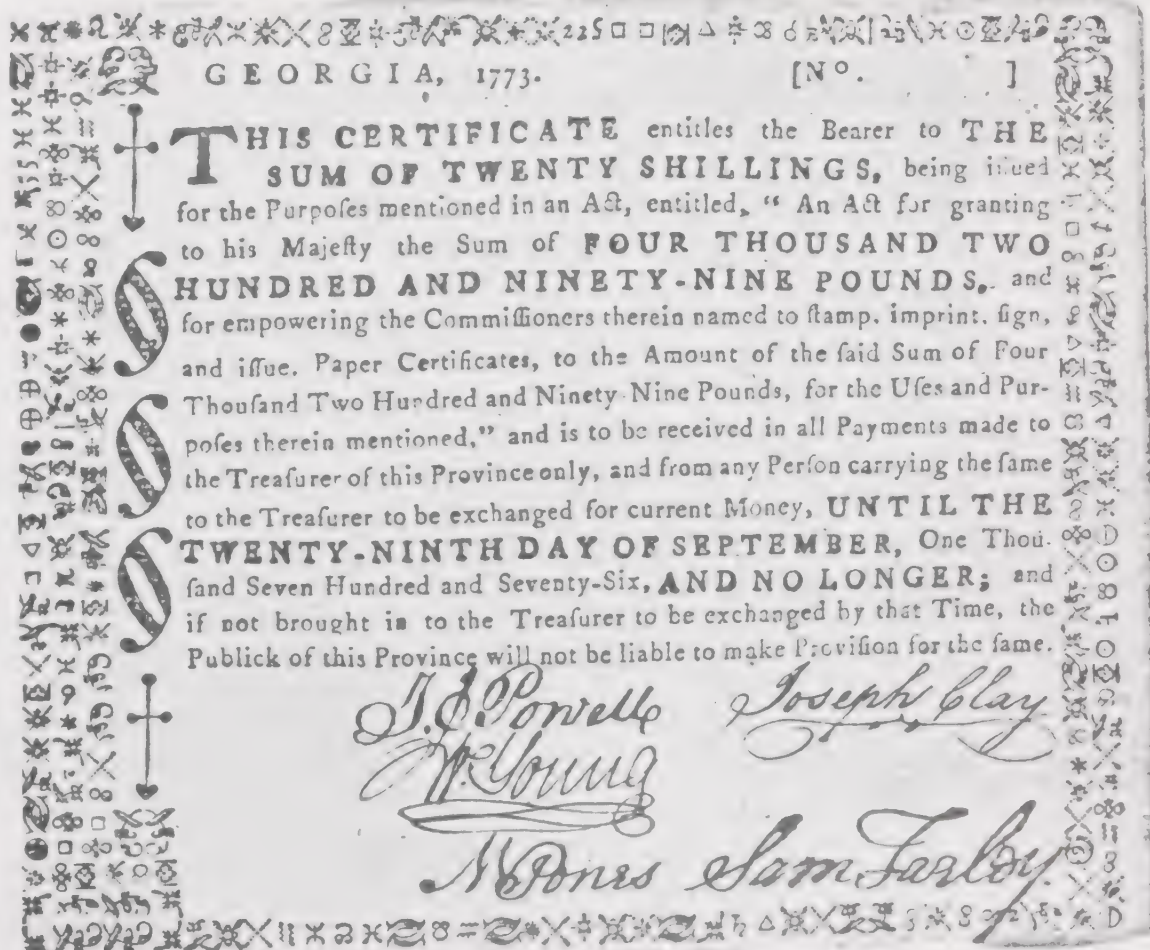 GEORGIA, 1773. [No. ]
THIS CERTIFICATE entitles the Bearer to THE
SUM OF TWENTY SHILLINGS, being issued
for the Purpoſes mentioned in an Act, entitled, “ An Act for granting
to his Majeſty the Sum of FOUR THOUSAND TWO
HUNDRED AND NINETY-NINE POUNDS, and
for empowering the Commiſſioners therein named to ſtamp, imprint, ſign,
and iſſue, Paper Certificates, to the Amount of the ſaid Sum of Four
Thouſand Two Hundred and Ninety-Nine Pounds, for the Uſes and Pur-
poſes therein mentioned,” and is to be received in all Payments made to
the Treaſurer of this Province only, and from any Perſon carrying the ſame
to the Treaſurer to be exchanged for current Money, UNTIL THE
TWENTY-NINTH DAY OF SEPTEMBER, One Thou-
ſand Seven Hundred and Seventy-Six, AND NO LONGER; and
if not brought in to the Treaſurer to be exchanged by that Time, the
Publick of this Province will not be liable to make Proviſion for the ſame.
J. E. Powell Joseph Clay
Wm. Young
N Jones Sam Farley